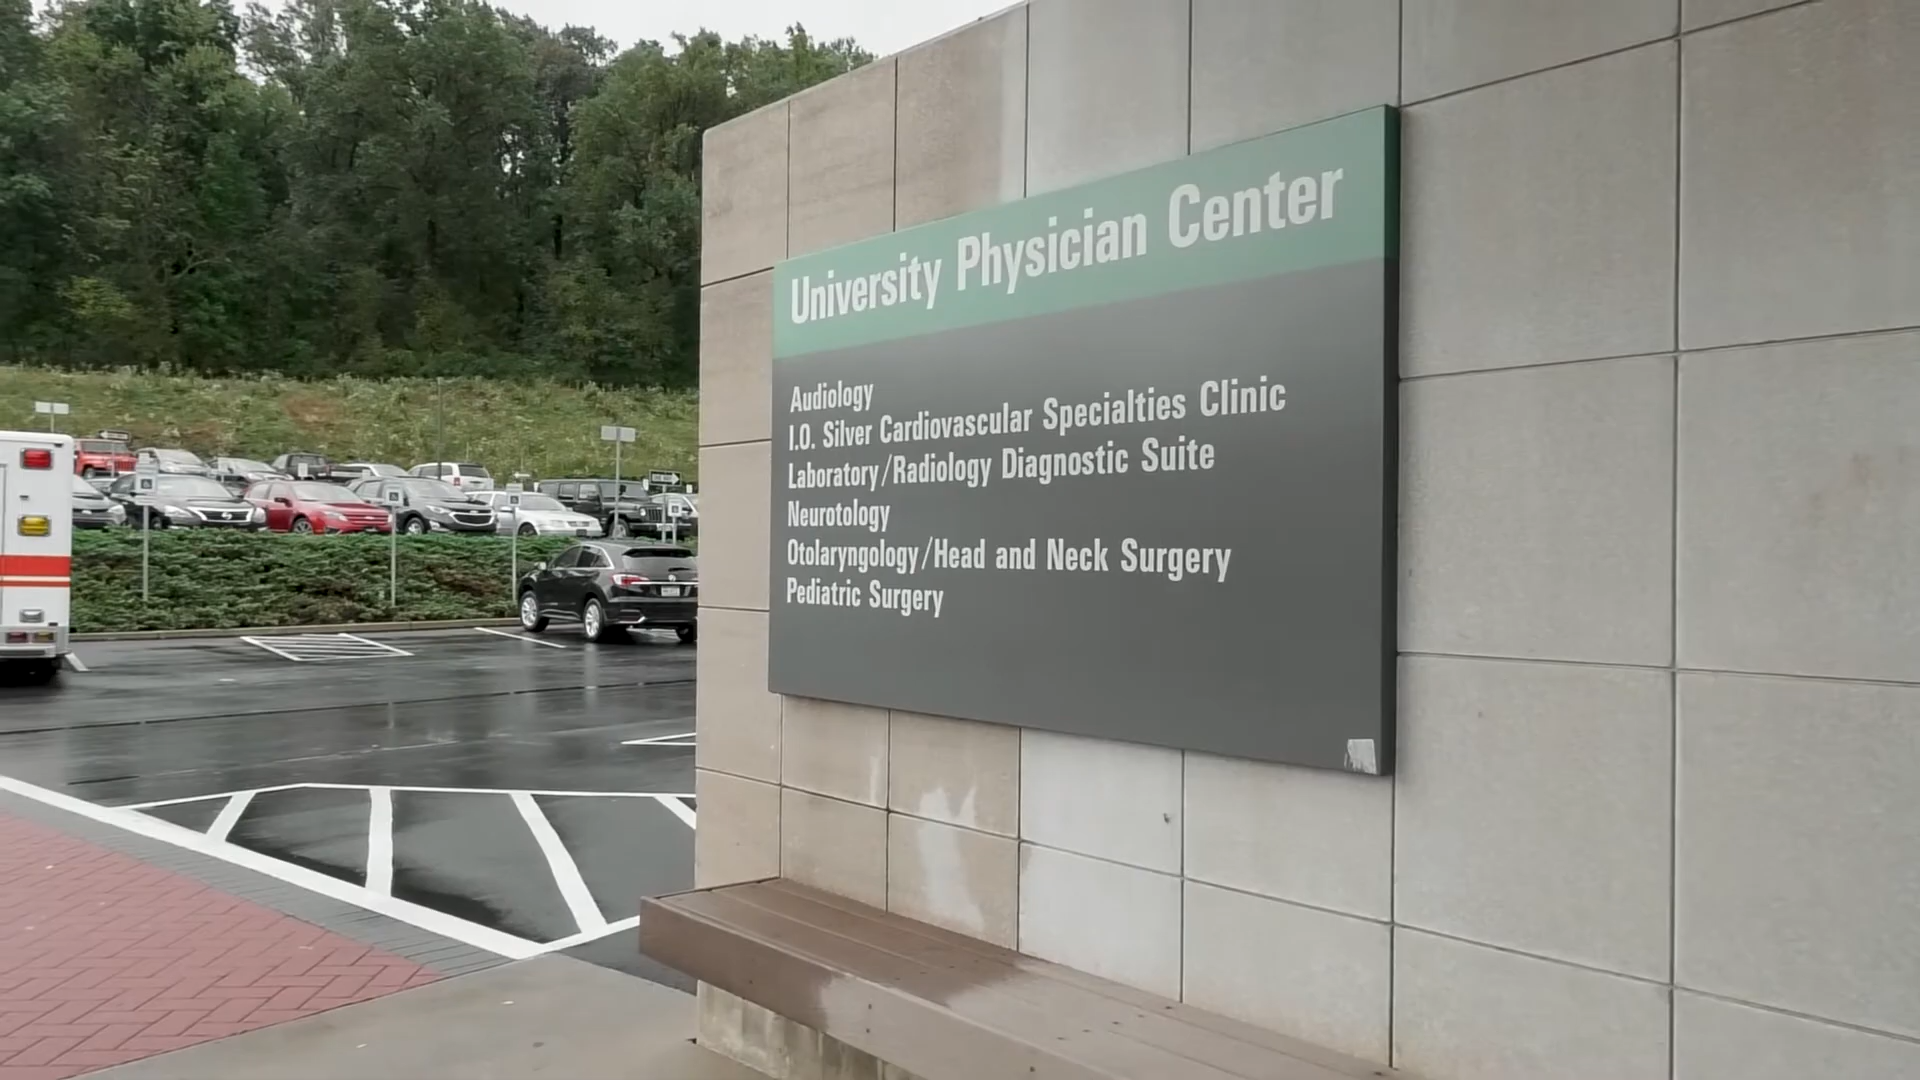 University Physician Center
Audiology
I.O. Silver Cardiovascular Specialties Clinic
Laboratory/Radiology Diagnostic Suite
Neurotology
Otolaryngology/Head and Neck Surgery
Pediatric Surgery